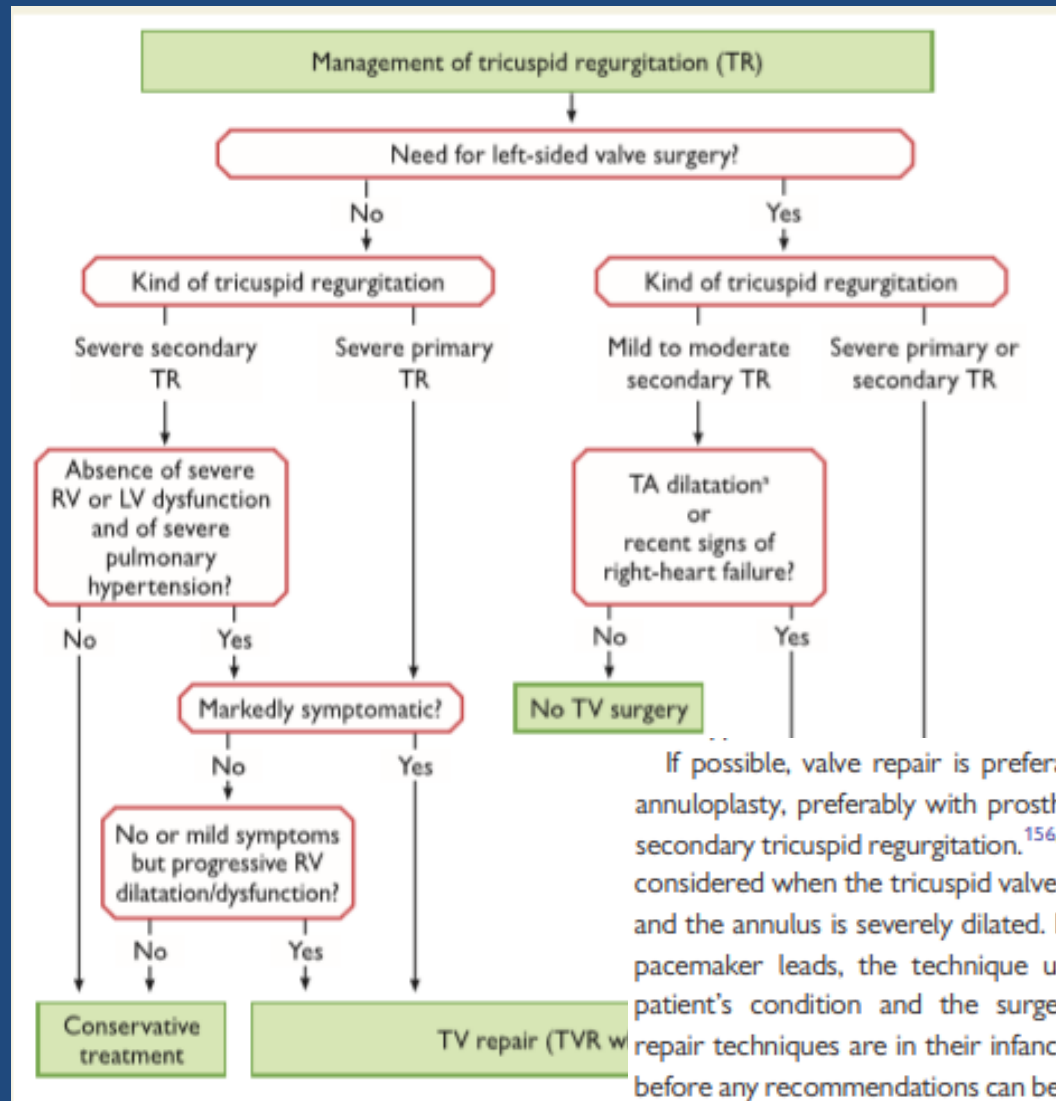 Management of tricuspid regurgitation (TR)
Need for left-sided valve surgery?
No
Yes
Kind of tricuspid regurgitation
Kind of tricuspid regurgitation
Severe secondary
TR
Severe primary
TR
Mild to moderate
secondary TR
Severe primary or
secondary TR
Absence of severe
RV or LV dysfunction
and of severe
pulmonary
hypertension?
TA dilatationᵃ
or
recent signs of
right-heart failure?
No
Yes
No
Yes
Markedly symptomatic?
No TV surgery
No
Yes
No or mild symptoms
but progressive RV
dilatation/dysfunction?
No
Yes
Conservative
treatment
TV repair (TVR w
If possible, valve repair is prefera
annuloplasty, preferably with prosth
secondary tricuspid regurgitation.156
considered when the tricuspid valve
and the annulus is severely dilated.
pacemaker leads, the technique u
patient's condition and the surge
repair techniques are in their infanc
before any recommendations can be